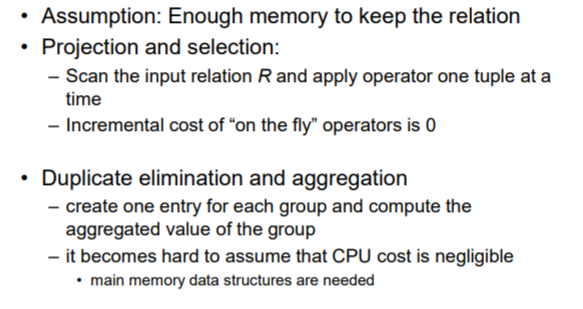 • Assumption: Enough memory to keep the relation
• Projection and selection:
– Scan the input relation R and apply operator one tuple at a
time
– Incremental cost of “on the fly” operators is 0
• Duplicate elimination and aggregation
– create one entry for each group and compute the
aggregated value of the group
– it becomes hard to assume that CPU cost is negligible
• main memory data structures are needed